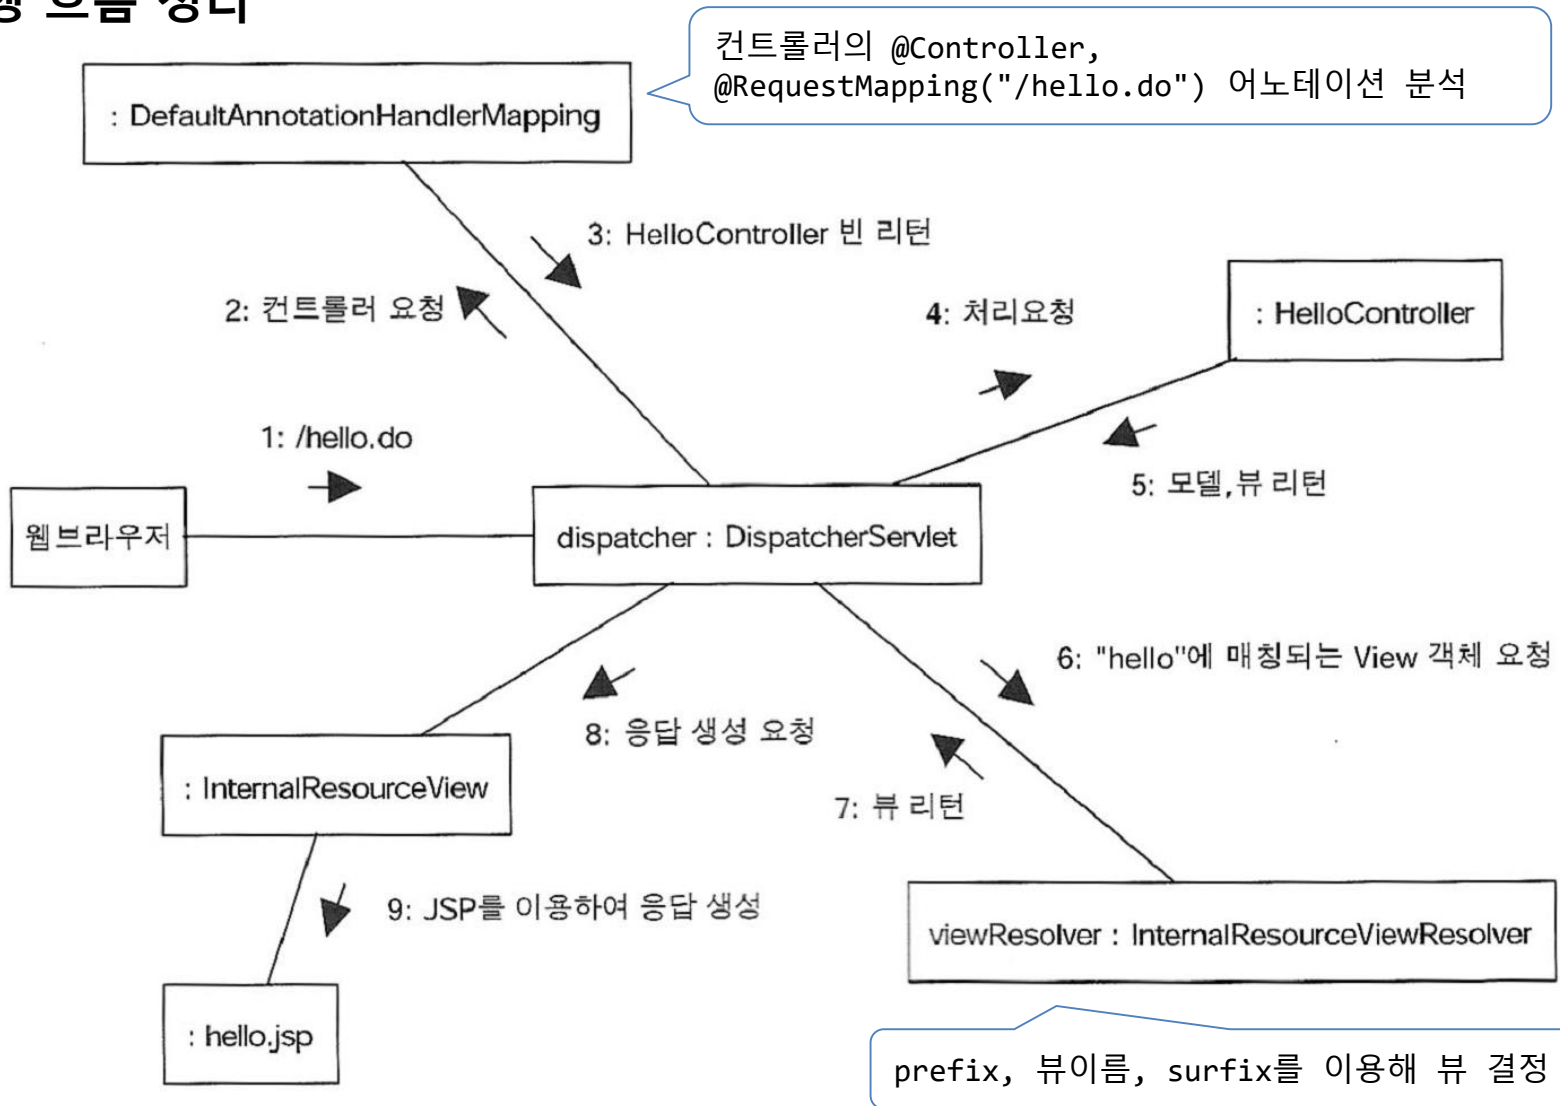 흐름 정리
컨트롤러의 @Controller,
@RequestMapping("/hello.do") 어노테이션 분석
: DefaultAnnotationHandlerMapping
3: HelloController 빈 리턴
2: 컨트롤러 요청
4: 처리요청
: HelloController
1: /hello.do
5: 모델,뷰 리턴
웹브라우저
dispatcher : DispatcherServlet
6: "hello"에 매칭되는 View 객체 요청
8: 응답 생성 요청
: InternalResourceView
7: 뷰 리턴
9: JSP를 이용하여 응답 생성
viewResolver : InternalResourceViewResolver
: hello.jsp
prefix, 뷰이름, surfix를 이용해 뷰 결정